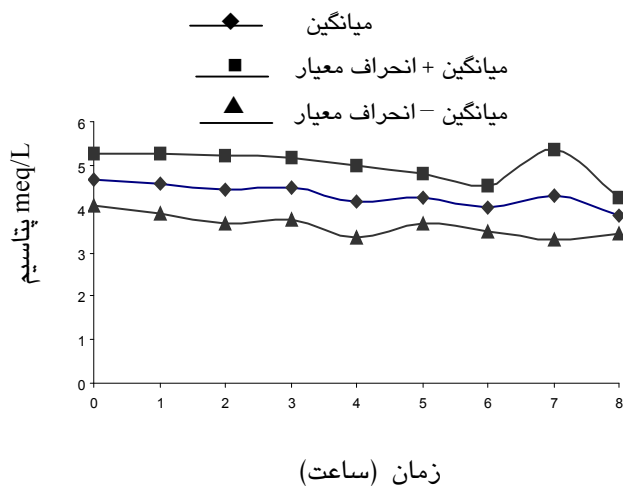 میانگین
میانگین + انحراف معیار
میانگین – انحراف معیار
پتاسیم meq/L
6
5
4
3
2
1
0
0 1 2 3 4 5 6 7 8
زمان (ساعت)